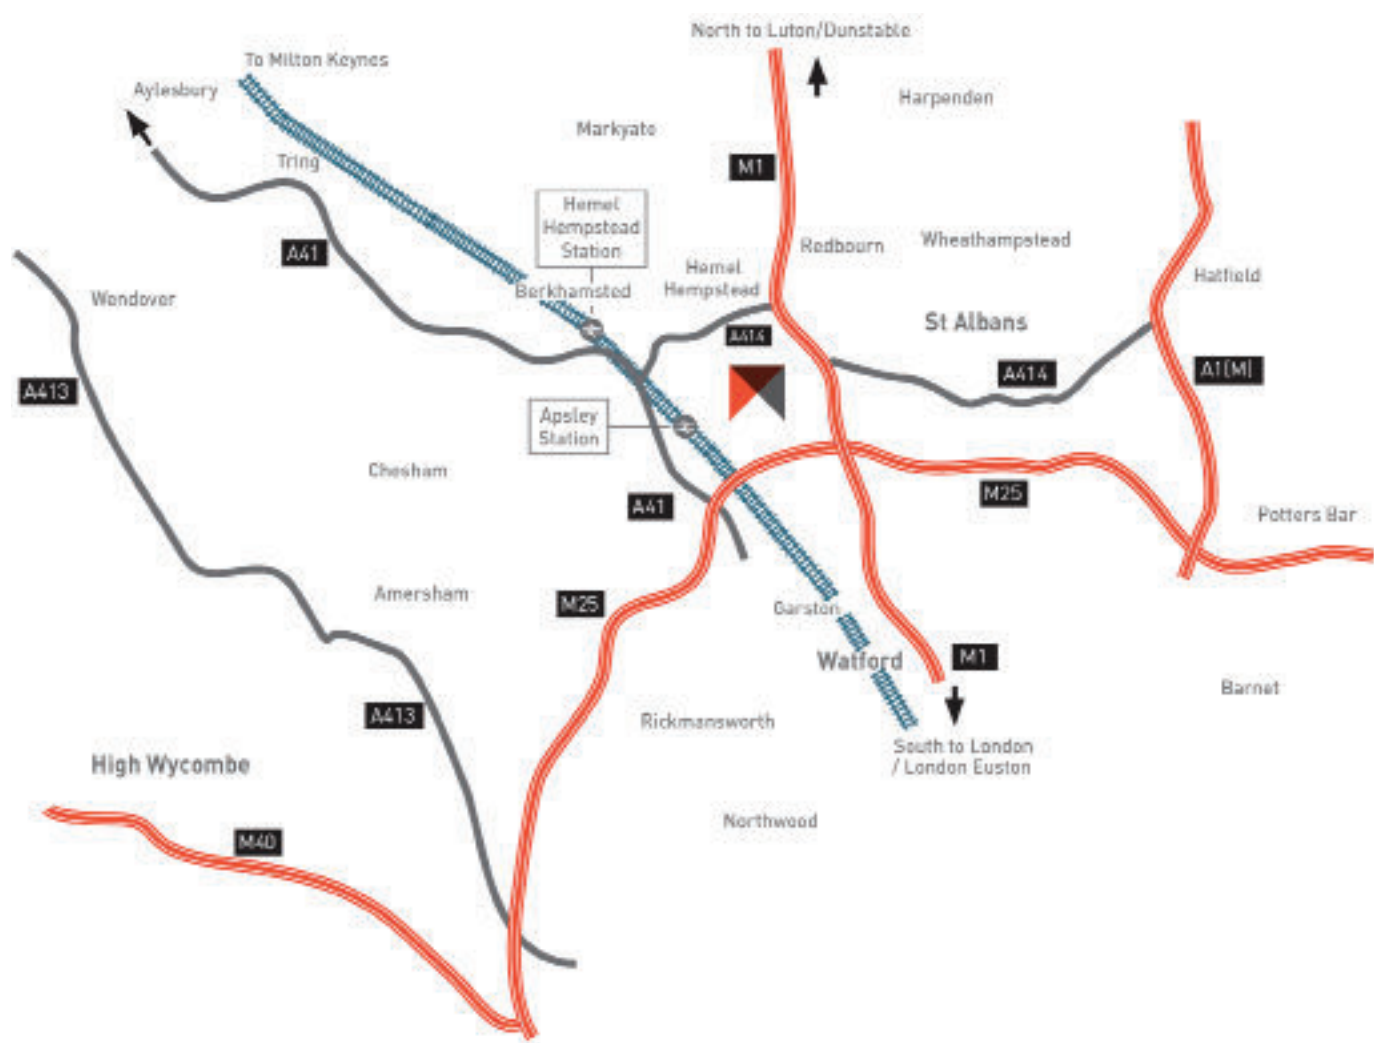 North to Luton/Dunstable
To Milton Keynes
Aylesbury
Harpenden
Markyate
Tring
M1
Hemel
Hempstead
Station
A41
Redbourn
Wheathampstead
Hemel
Hempstead
Hatfield
Berkhamsted
Wendover
St Albans
A414
A413
A414
A1(M)
Apsley
Station
Chesham
M25
A41
Potters Bar
Amersham
M25
Garston
Watford
M1
Barnet
A413
Rickmansworth
South to London
/ London Euston
High Wycombe
Northwood
M40